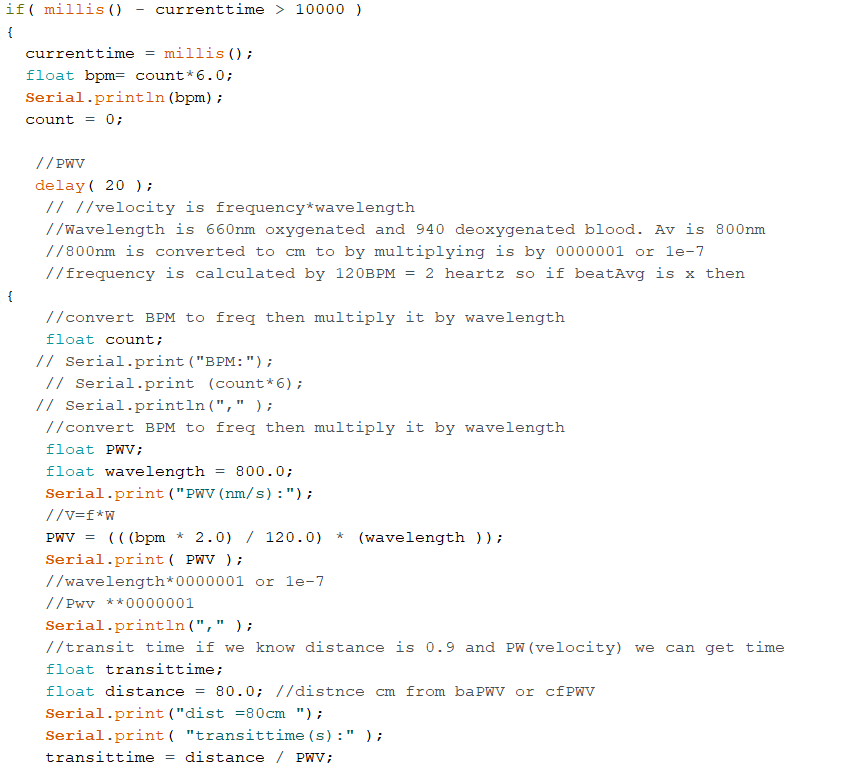 if( millis() - currenttime > 10000 )
{
  currenttime = millis();
  float bpm= count*6.0;
  Serial.println(bpm);
  count = 0;

   //PWV
   delay( 20 );
    // //velocity is frequency*wavelength
    //Wavelength is 660nm oxygenated and 940 deoxygenated blood. Av is 800nm
    //800nm is converted to cm to by multiplying is by 0000001 or 1e-7
    //frequency is calculated by 120BPM = 2 heartz so if beatAvg is x then
{
    //convert BPM to freq then multiply it by wavelength
    float count;
   // Serial.print("BPM:");
    // Serial.print (count*6);
   // Serial.println("," );
    //convert BPM to freq then multiply it by wavelength
    float PWV;
    float wavelength = 800.0;
    Serial.print("PWV(nm/s):");
    //V=f*W
    PWV = (((bpm * 2.0) / 120.0) * (wavelength ));
    Serial.print( PWV );
    //wavelength*0000001 or 1e-7
    //Pwv **0000001
    Serial.println("," );
    //transit time if we know distance is 0.9 and PW(velocity) we can get time
    float transittime;
    float distance = 80.0; //distnce cm from baPWV or cfPWV
    Serial.print("dist =80cm ");
    Serial.print( "transittime(s):" );
    transittime = distance / PWV;